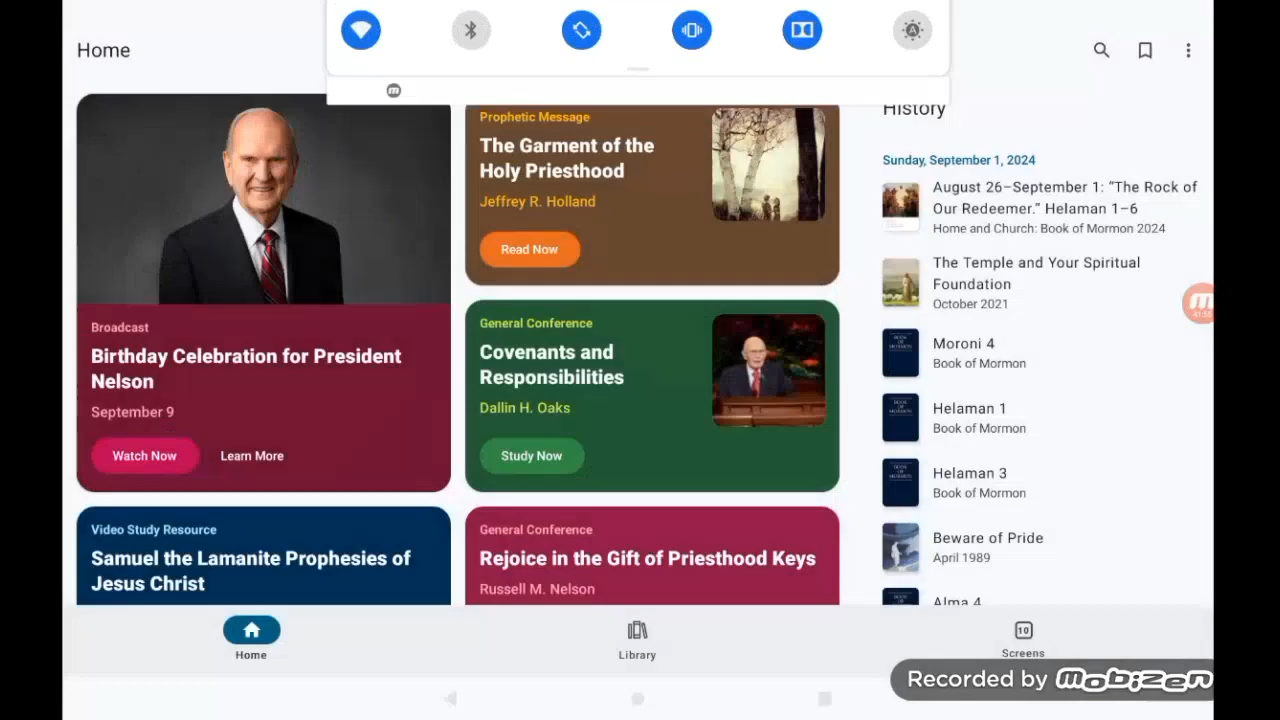 Home
Broadcast
Birthday Celebration for President
Nelson
September 9
Watch Now
Learn More
Prophetic Message
The Garment of the
Holy Priesthood
Jeffrey R. Holland
Read Now
General Conference
Covenants and
Responsibilities
Dallin H. Oaks
Study Now
Video Study Resource
Samuel the Lamanite Prophesies of
Jesus Christ
General Conference
Rejoice in the Gift of Priesthood Keys
Russell M. Nelson
History
Sunday, September 1, 2024
August 26–September 1: “The Rock of
Our Redeemer.” Helaman 1–6
Home and Church: Book of Mormon 2024
The Temple and Your Spiritual
Foundation
October 2021
Moroni 4
Book of Mormon
Helaman 1
Book of Mormon
Helaman 3
Book of Mormon
Beware of Pride
April 1989
Alma 4
41:55
Home
Library
10
Screens
Recorded by Mobizen